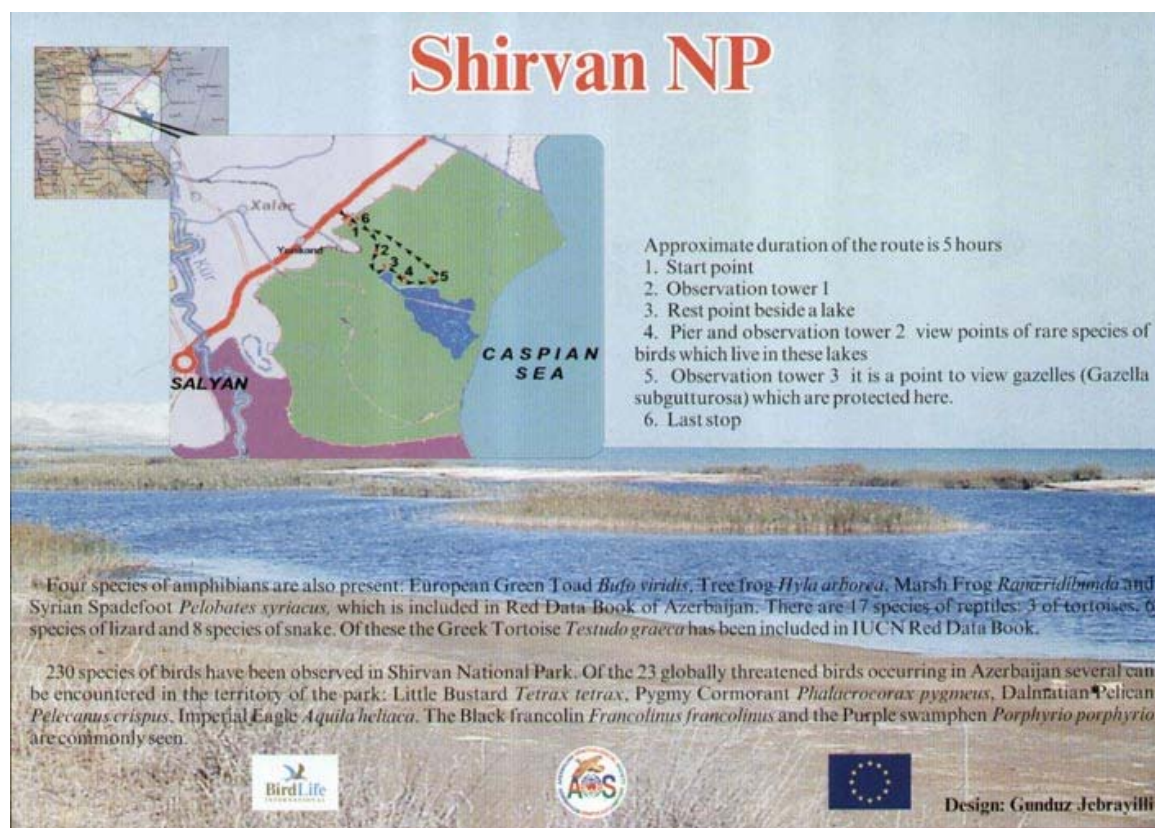 Shirvan NP
Xalac
6
1
Yenikand
2
3
4
5
Kür
CASPIAN
SEA
SALYAN
Approximate duration of the route is 5 hours
1. Start point
2. Observation tower 1
3. Rest point beside a lake
4. Pier and observation tower 2 view points of rare species of
birds which live in these lakes
5. Observation tower 3 it is a point to view gazelles (Gazella
subgutturosa) which are protected here.
6. Last stop
Four species of amphibians are also present: European Green Toad Bufo viridis, Tree frog Hyla arborea, Marsh Frog Rana ridibunda and
Syrian Spadefoot Pelobates syriacus, which is included in Red Data Book of Azerbaijan. There are 17 species of reptiles: 3 of tortoises, 6
species of lizard and 8 species of snake. Of these the Greek Tortoise Testudo graeca has been included in IUCN Red Data Book.
230 species of birds have been observed in Shirvan National Park. Of the 23 globally threatened birds occurring in Azerbaijan several can
be encountered in the territory of the park: Little Bustard Tetrax tetrax, Pygmy Cormorant Phalacrocorax pygmeus, Dalmatian Pelican
Pelecanus crispus, Imperial Eagle Aquila heliaca. The Black francolin Francolinus francolinus and the Purple swamphen Porphyrio porphyrio
are commonly seen.
BirdLife
INTERNATIONAL
AOS
Design: Gunduz Jebrayilli